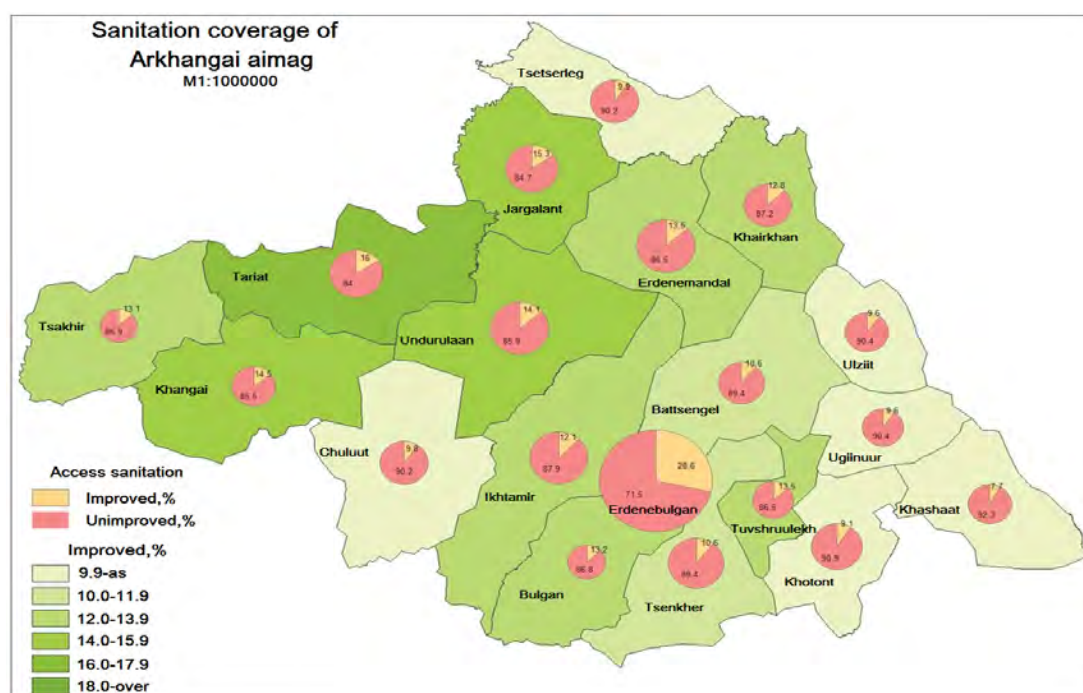 Sanitation coverage of
Arkhangai aimag
M1:1000000
Tsetserleg
9.8
90.2
15.3
84.7
Jargalant
12.8
87.2
Khairkhan
13.5
86.5
Erdenemandal
16
84
Tariat
13.1
86.9
Tsakhir
14.1
85.9
Undurulaan
14.5
85.5
Khangai
9.6
90.4
Ulziit
10.6
89.4
Battsengel
9.6
90.4
Ugiinuur
Chuluut
9.8
90.2
12.1
87.9
Ikhtamir
28.6
71.5
Erdenebulgan
13.5
86.5
Tuvshruulekh
7.7
92.3
Khashaat
9.1
90.9
Khotont
13.2
86.8
Bulgan
10.6
89.4
Tsenkher
Access sanitation
Improved,%
Unimproved,%
Improved,%
9.9-as
10.0-11.9
12.0-13.9
14.0-15.9
16.0-17.9
18.0-over